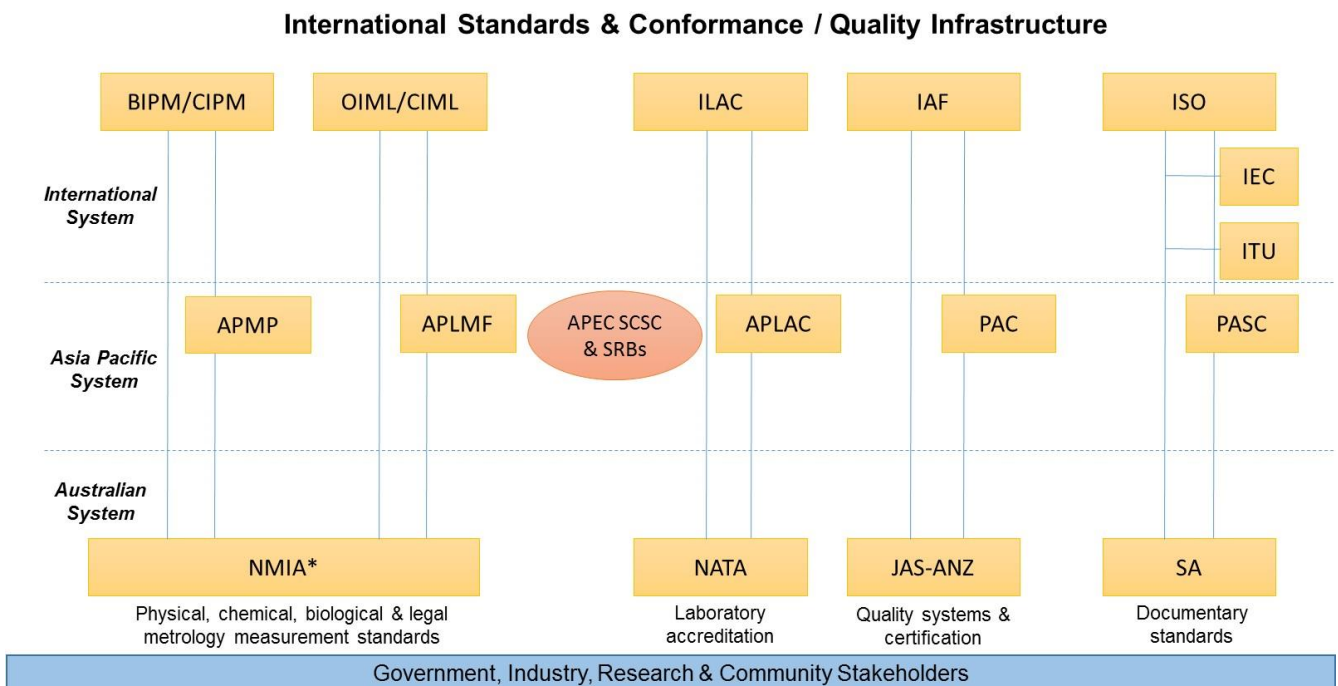 International Standards & Conformance / Quality Infrastructure
BIPM/CIPM
OIML/CIML
ILAC
IAF
ISO
International
System
IEC
ITU
APMP
APLMF
APEC SCSC
& SRBs
APLAC
PAC
PASC
Asia Pacific
System
Australian
System
NMIA*
NATA
JAS-ANZ
SA
Physical, chemical, biological & legal
metrology measurement standards
Laboratory
accreditation
Quality systems &
certification
Documentary
standards
Government, Industry, Research & Community Stakeholders